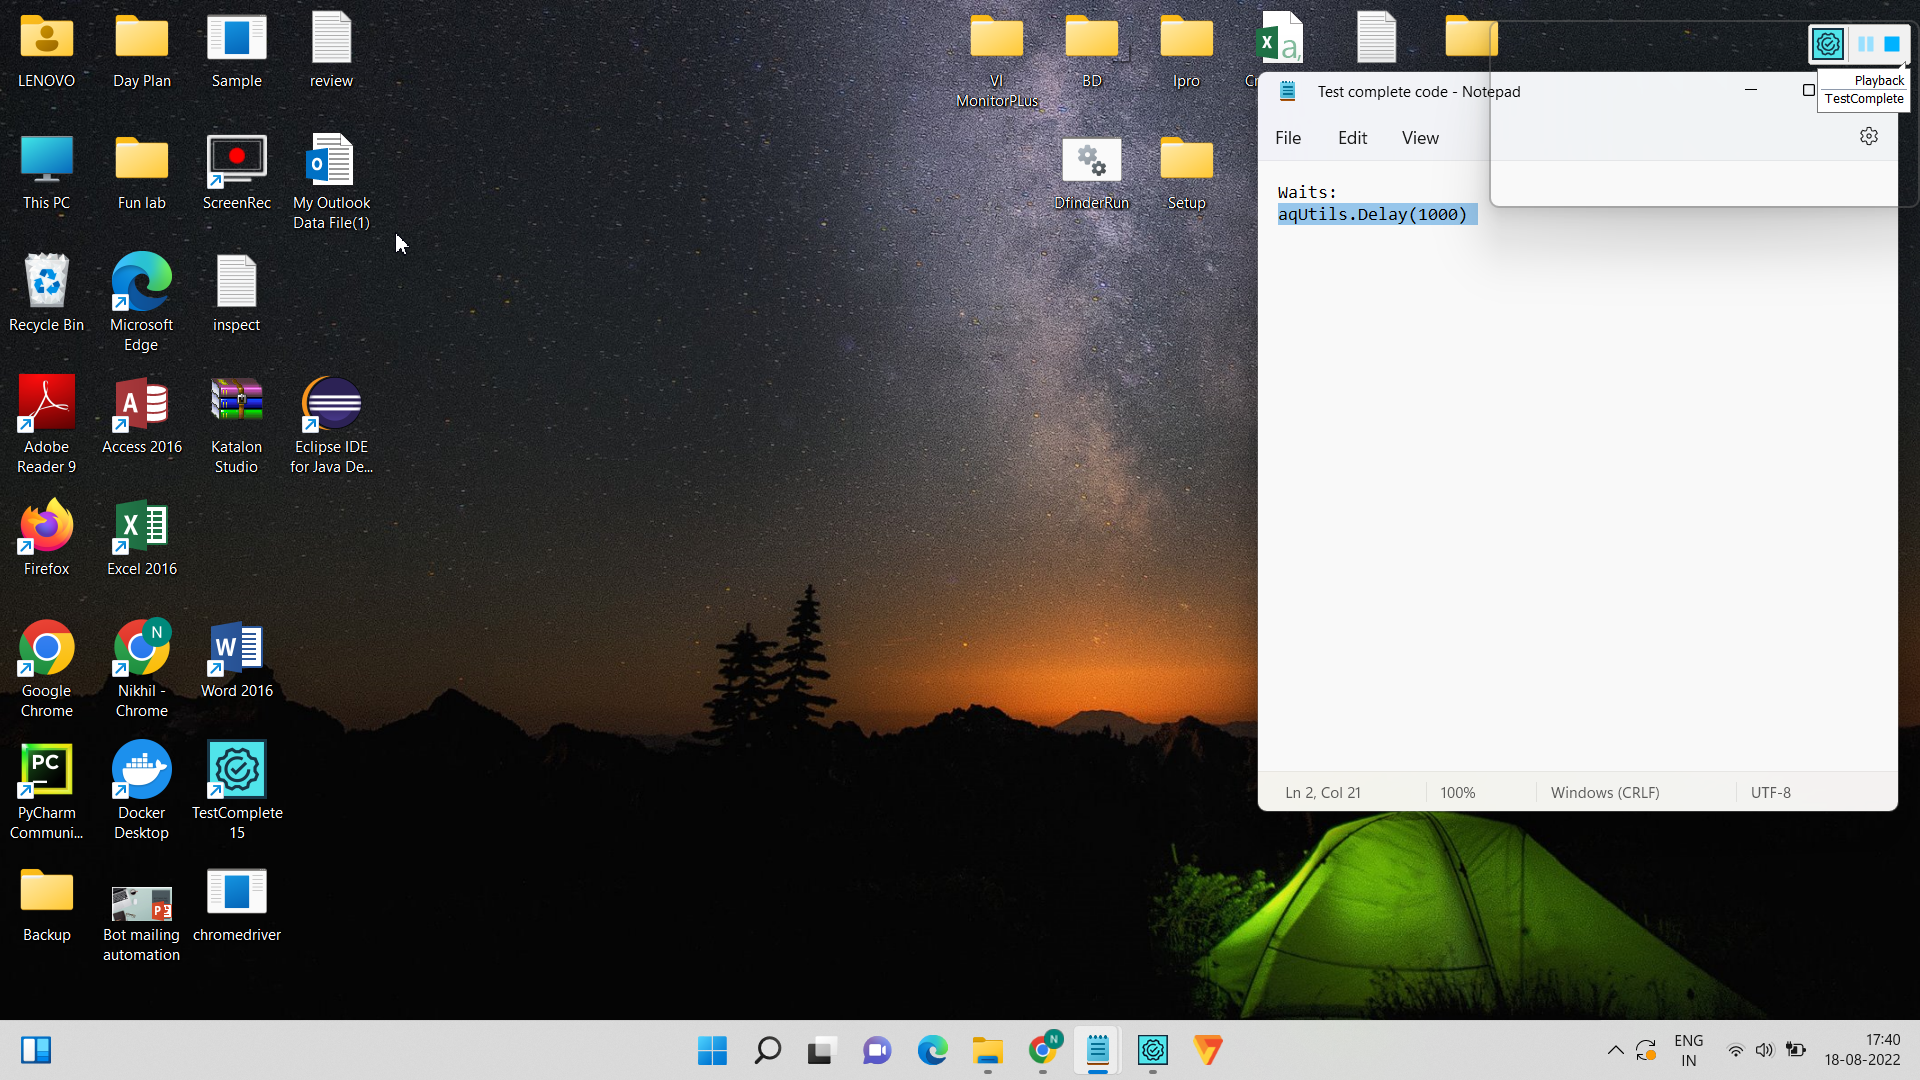 LENOVO
Day Plan
Sample
review
This PC
Fun lab
ScreenRec
My Outlook
Data File(1)
Recycle Bin
Microsoft
Edge
inspect
Adobe
Reader 9
Access 2016
Katalon
Studio
Eclipse IDE
for Java De...
Firefox
Excel 2016
Google
Chrome
Nikhil -
Chrome
Word 2016
PyCharm
Communi...
Docker
Desktop
TestComplete
15
Backup
Bot mailing
automation
chromedriver
VI
MonitorPLus
BD
Ipro
DfinderRun
Setup
Test complete code - Notepad
File
Edit
View
Waits:
aqUtils.Delay(1000)
Ln 2, Col 21
100%
Windows (CRLF)
UTF-8
Playback
TestComplete
ENG
IN
17:40
18-08-2022